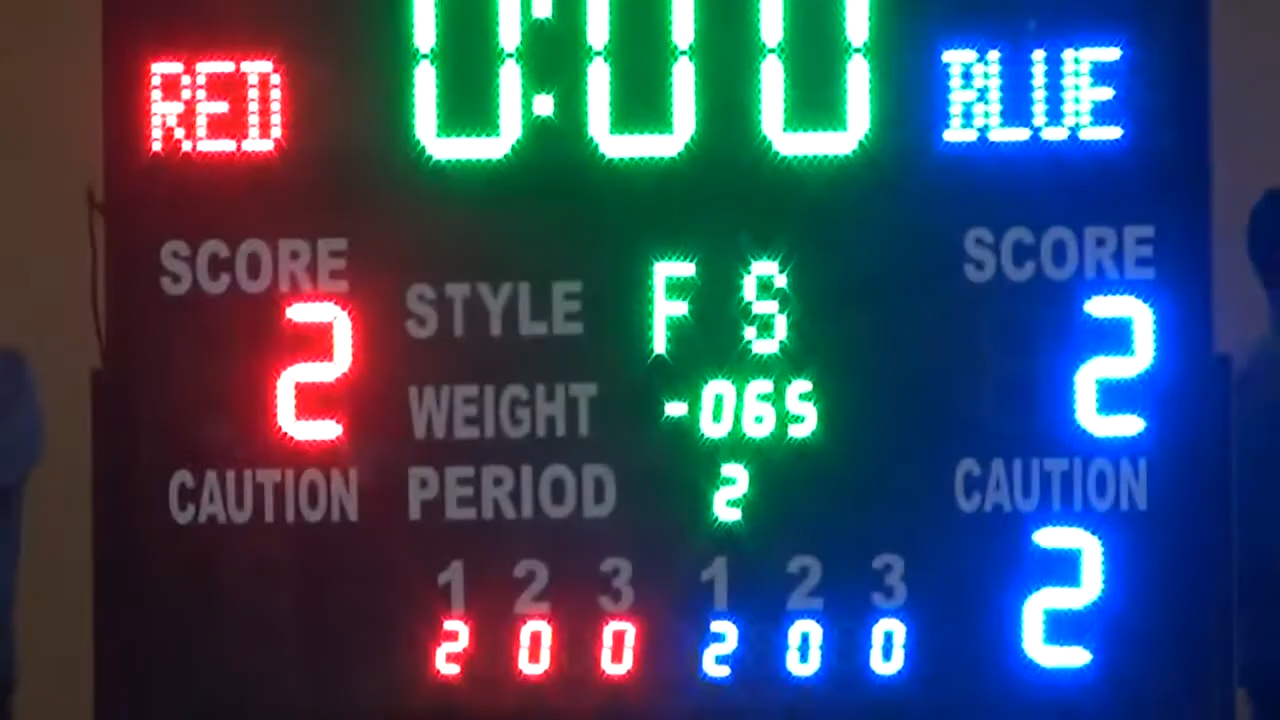 0:00
RED BLUE
SCORE SCORE
2 2
STYLE F S
WEIGHT -065
CAUTION CAUTION
PERIOD 2
2
1 2 3 1 2 3
2 0 0 2 0 0